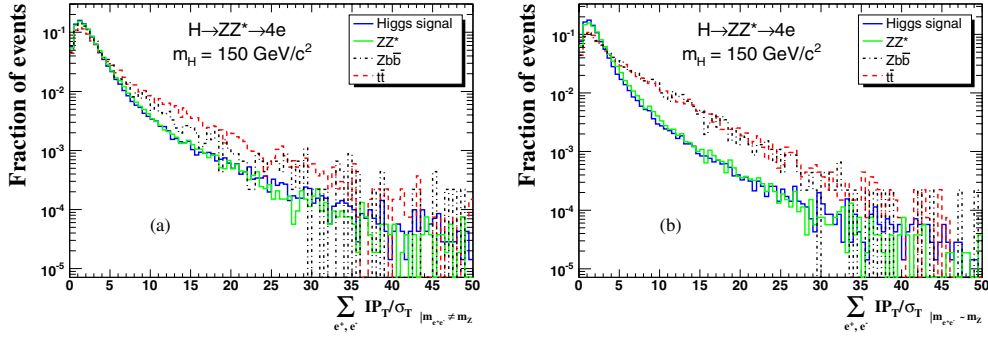 Fraction of events
H→ZZ*→4e
m_H = 150 GeV/c²
Higgs signal
ZZ*
Zbb̄
tt̄
10⁻¹
10⁻²
10⁻³
10⁻⁴
10⁻⁵
(a)
0 5 10 15 20 25 30 35 40 45 50
∑ IP_T/σ_T |m_e⁺e⁻ ≠ m_Z
e⁺, e⁻
Fraction of events
H→ZZ*→4e
m_H = 150 GeV/c²
Higgs signal
ZZ*
Zbb̄
tt̄
10⁻¹
10⁻²
10⁻³
10⁻⁴
10⁻⁵
(b)
0 5 10 15 20 25 30 35 40 45 50
∑ IP_T/σ_T |m_e⁺e⁻ ~ m_Z
e⁺, e⁻